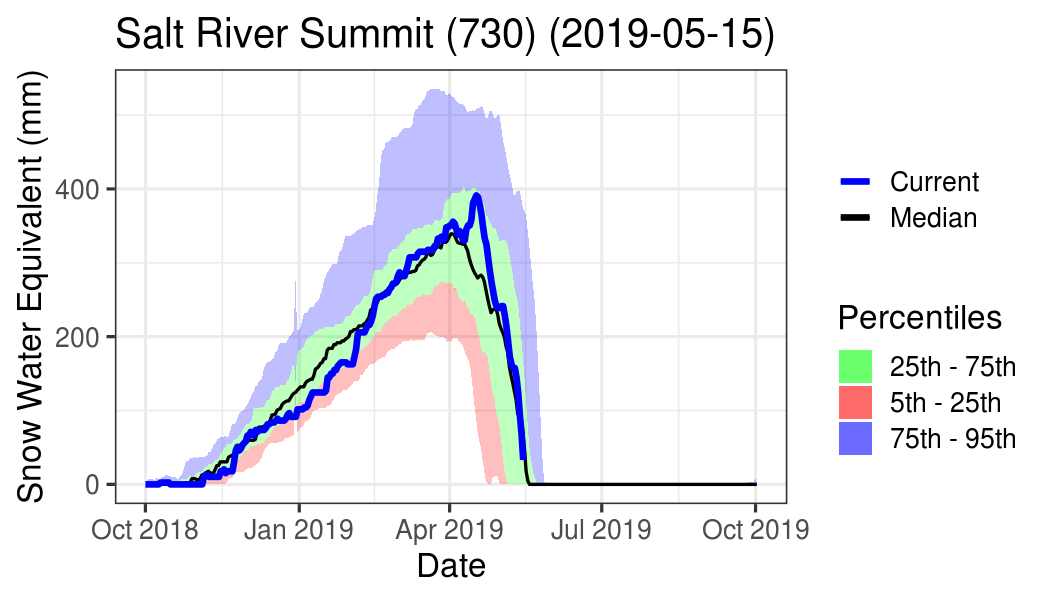 Salt River Summit (730) (2019-05-15)
Snow Water Equivalent (mm)
400
200
0
Oct 2018
Jan 2019
Apr 2019
Jul 2019
Oct 2019
Date
Current
Median
Percentiles
25th - 75th
5th - 25th
75th - 95th